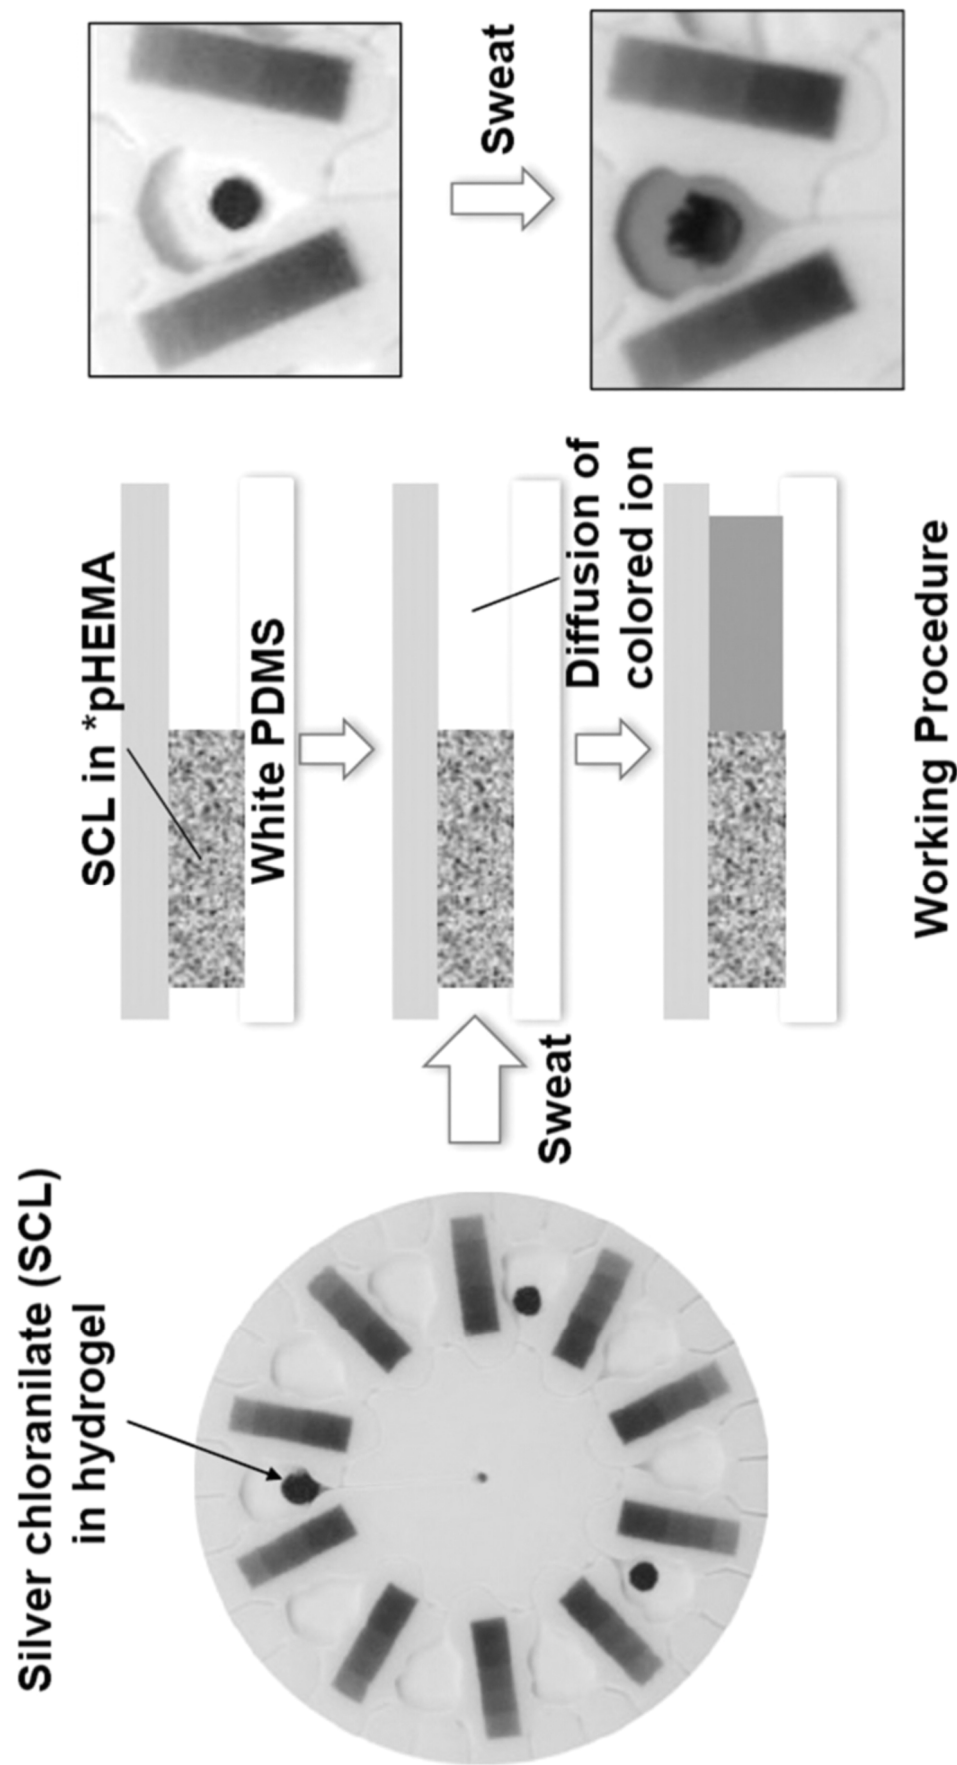 Silver chloranilate (SCL)
in hydrogel
Sweat
SCL in *pHEMA
White PDMS
Diffusion of
colored ion
Working Procedure
Sweat